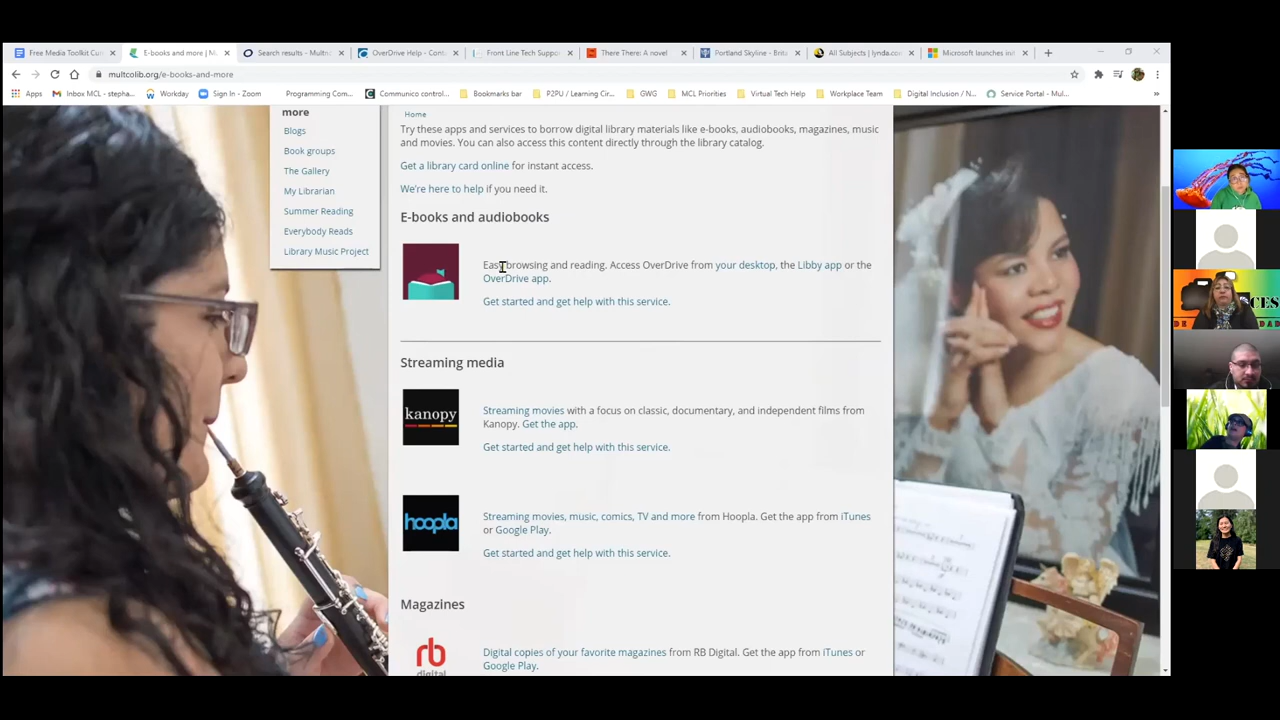 Free Media Toolkit Cur
E-books and more | M
Search results - Multn
OverDrive Help - Cont
Front Line Tech Suppo
There There: A novel
Portland Skyline - Brit
All Subjects | lynda.co
Microsoft launches ini
multcolib.org/e-books-and-more
Apps
Inbox MCL - stepha...
Workday
Sign In - Zoom
Programming Com...
Communico control...
Bookmarks bar
P2PU / Learning Cir...
GWG
MCL Priorities
Virtual Tech Help
Workplace Team
Digital Inclusion / N...
Service Portal - Mul...
more
Blogs
Book groups
The Gallery
My Librarian
Summer Reading
Everybody Reads
Library Music Project
Home
Try these apps and services to borrow digital library materials like e-books, audiobooks, magazines, music
and movies. You can also access this content directly through the library catalog.
Get a library card online for instant access.
We're here to help if you need it.
E-books and audiobooks
Easy browsing and reading. Access OverDrive from your desktop, the Libby app or the
OverDrive app.
Get started and get help with this service.
Streaming media
kanopy
Streaming movies with a focus on classic, documentary, and independent films from
Kanopy. Get the app.
Get started and get help with this service.
hoopla
Streaming movies, music, comics, TV and more from Hoopla. Get the app from iTunes
or Google Play.
Get started and get help with this service.
Magazines
rb
digital
Digital copies of your favorite magazines from RB Digital. Get the app from iTunes or
Google Play.